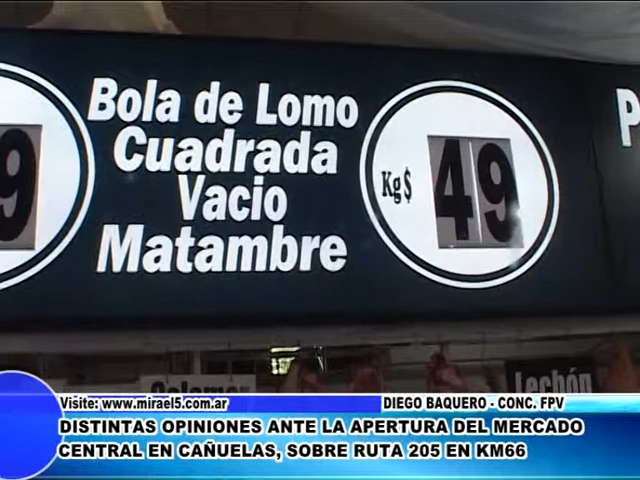 9
Bola de Lomo
Cuadrada
Vacio
Matambre
Kg$ 49
P
Lechón
Visite: www.mirael5.com.ar
DIEGO BAQUERO - CONC. FPV
DISTINTAS OPINIONES ANTE LA APERTURA DEL MERCADO
CENTRAL EN CAÑUELAS, SOBRE RUTA 205 EN KM66